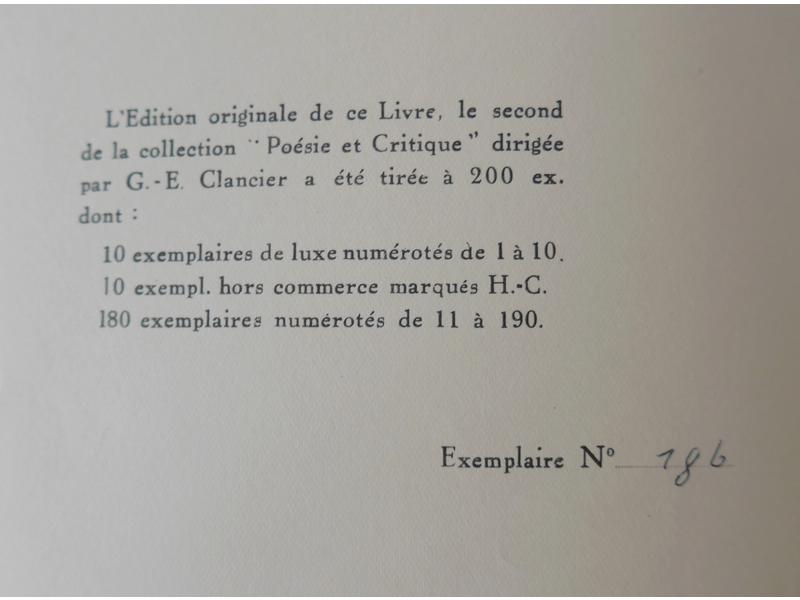 L'Edition originale de ce Livre, le second
de la collection "Poésie et Critique" dirigée
par G.-E. Clancier a été tirée à 200 ex.
dont :
10 exemplaires de luxe numérotés de 1 à 10.
10 exempl. hors commerce marqués H.-C.
180 exemplaires numérotés de 11 à 190.
Exemplaire Nº 186